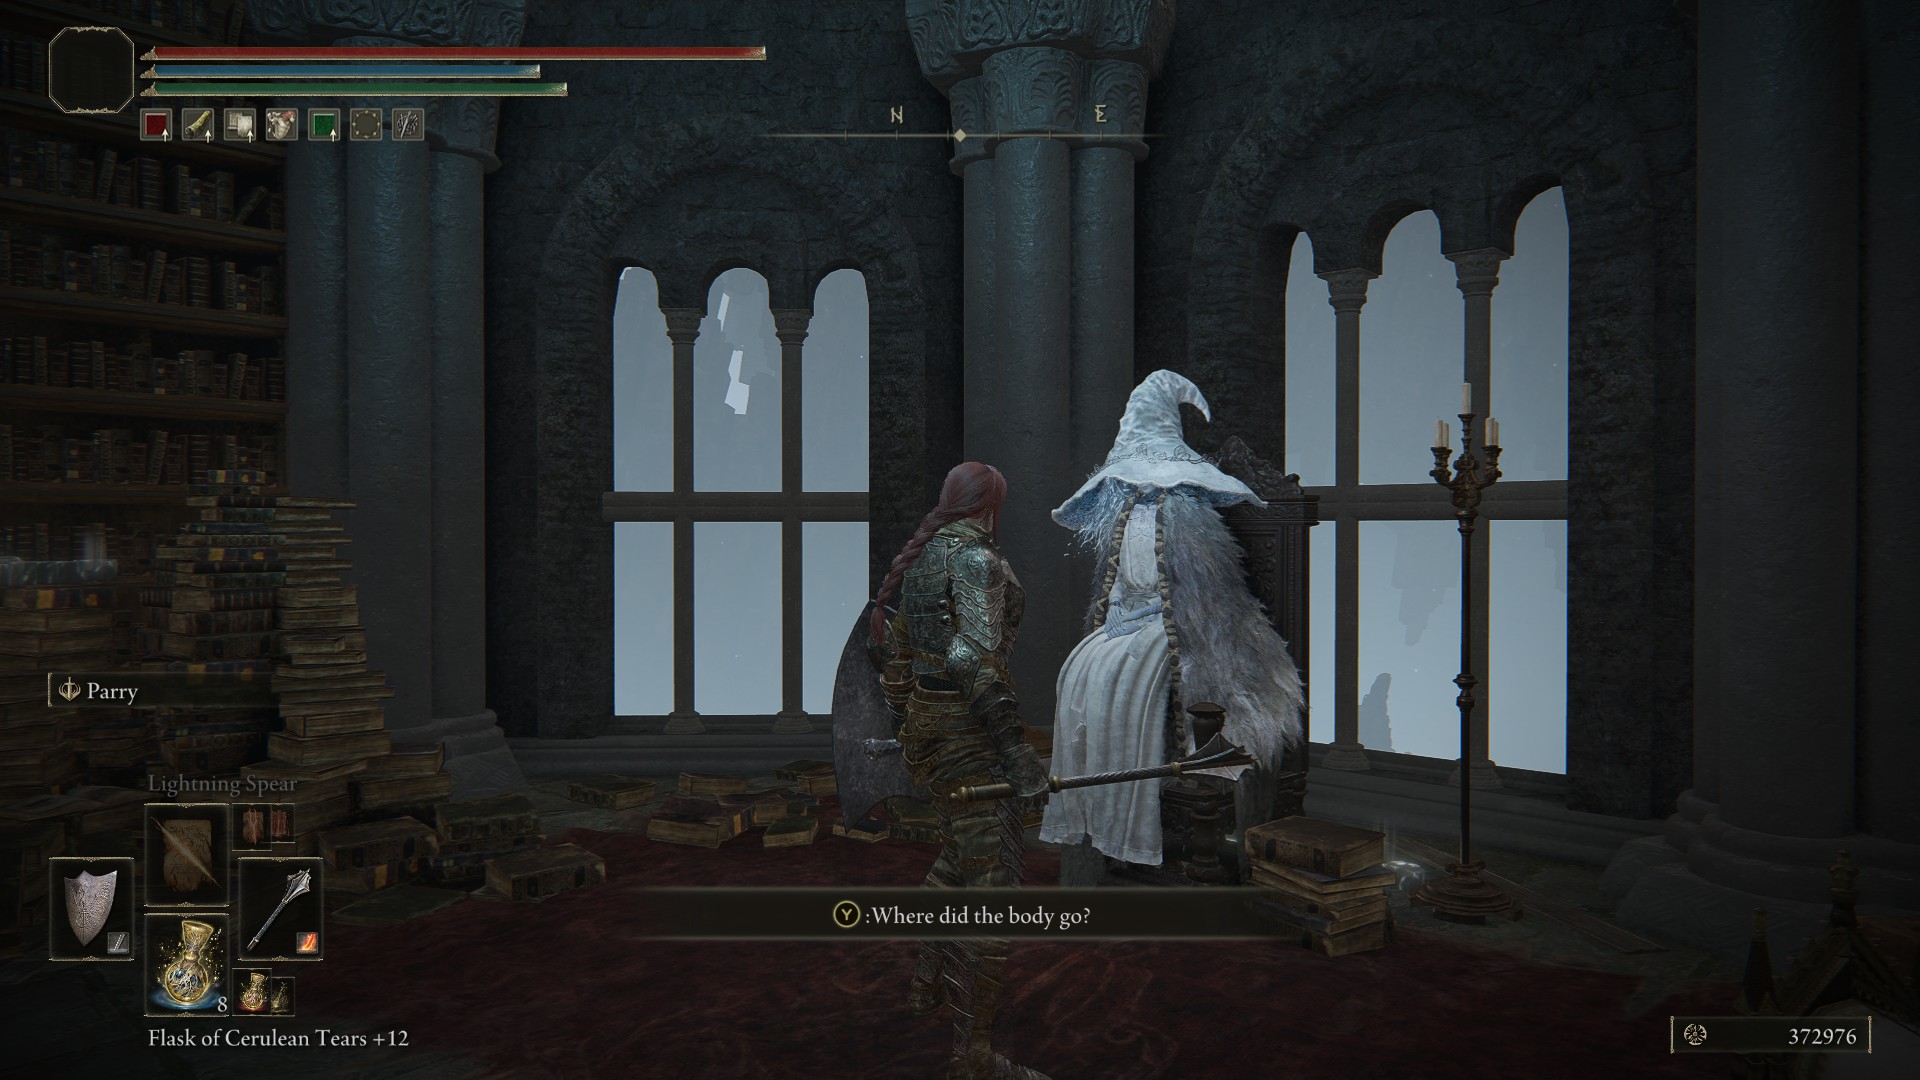 N
E
Parry
Lightning Spear
8
Flask of Cerulean Tears +12
Y :Where did the body go?
372976